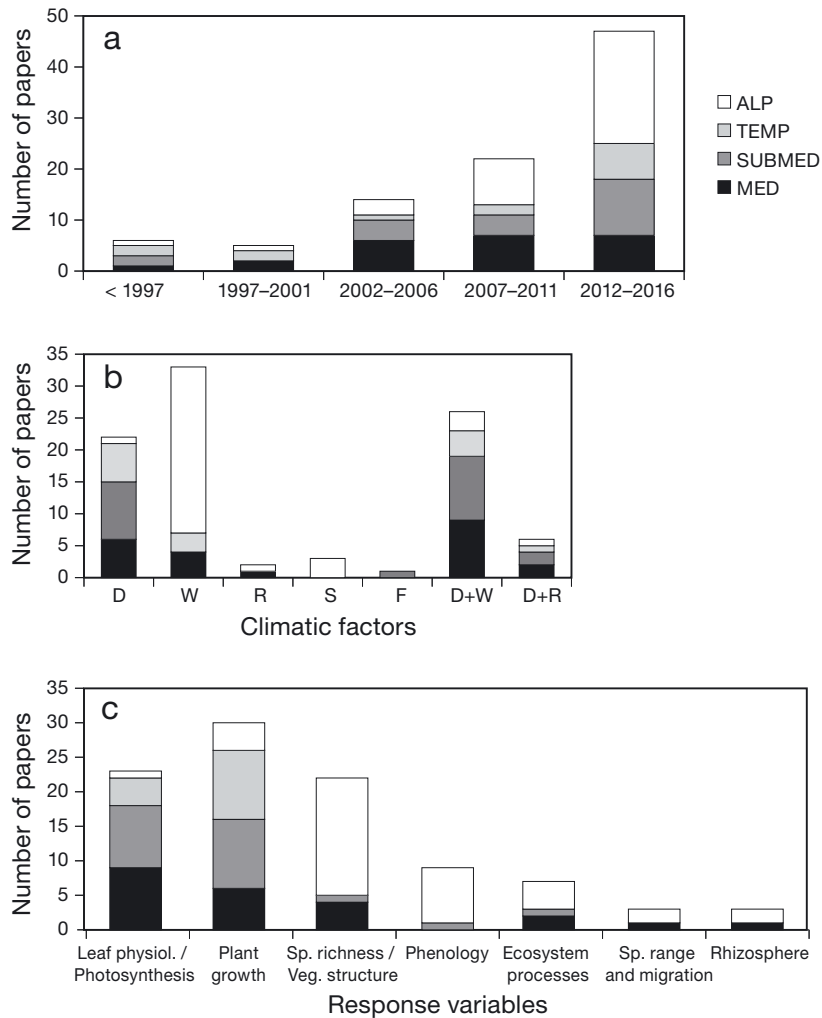 a
Number of papers
50
40
30
20
10
0
< 1997
1997–2001
2002–2006
2007–2011
2012–2016
ALP
TEMP
SUBMED
MED
b
Number of papers
35
30
25
20
15
10
5
0
D
W
R
S
F
D+W
D+R
Climatic factors
c
Number of papers
35
30
25
20
15
10
5
0
Leaf physiol. /
Photosynthesis
Plant
growth
Sp. richness /
Veg. structure
Phenology
Ecosystem
processes
Sp. range
and migration
Rhizosphere
Response variables